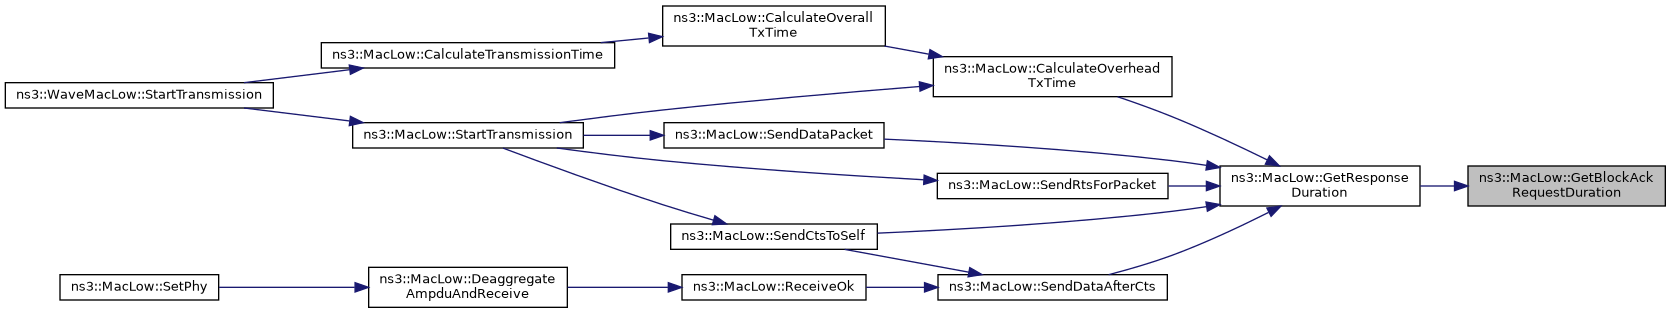 ns3::MacLow::CalculateOverall
TxTime
ns3::MacLow::CalculateTransmissionTime
ns3::MacLow::CalculateOverhead
TxTime
ns3::WaveMacLow::StartTransmission
ns3::MacLow::StartTransmission
ns3::MacLow::SendDataPacket
ns3::MacLow::GetResponse
Duration
ns3::MacLow::GetBlockAck
RequestDuration
ns3::MacLow::SendRtsForPacket
ns3::MacLow::SendCtsToSelf
ns3::MacLow::SetPhy
ns3::MacLow::Deaggregate
AmpduAndReceive
ns3::MacLow::ReceiveOk
ns3::MacLow::SendDataAfterCts